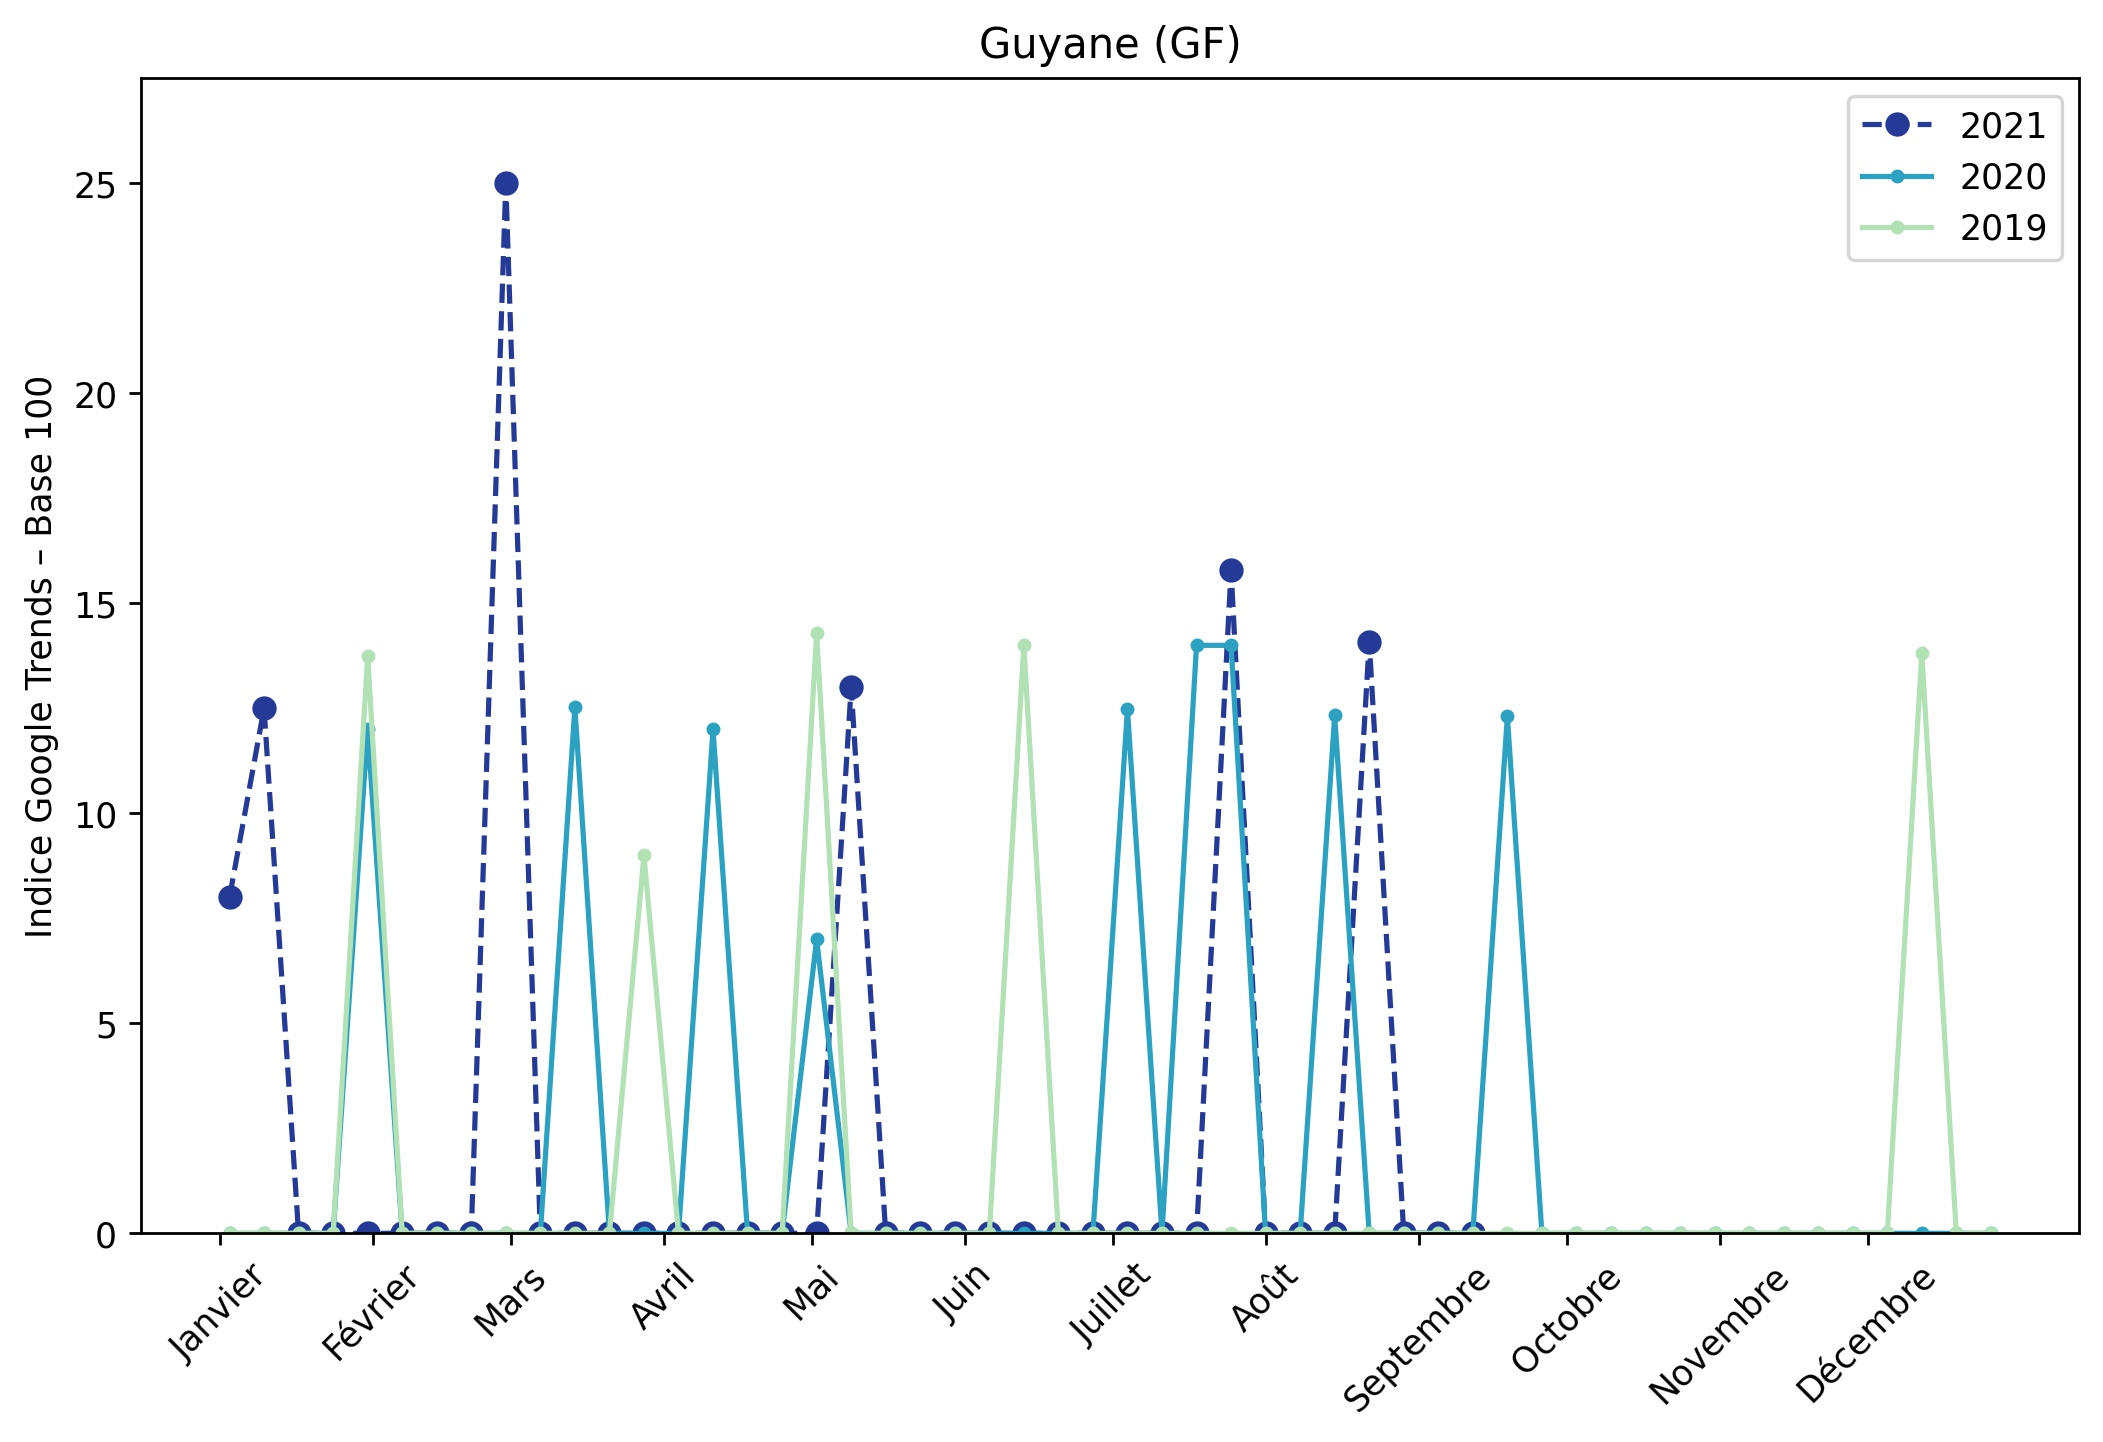 Guyane (GF)
2021
2020
2019
Indice Google Trends – Base 100
25
20
15
10
5
0
Janvier
Février
Mars
Avril
Mai
Juin
Juillet
Août
Septembre
Octobre
Novembre
Décembre